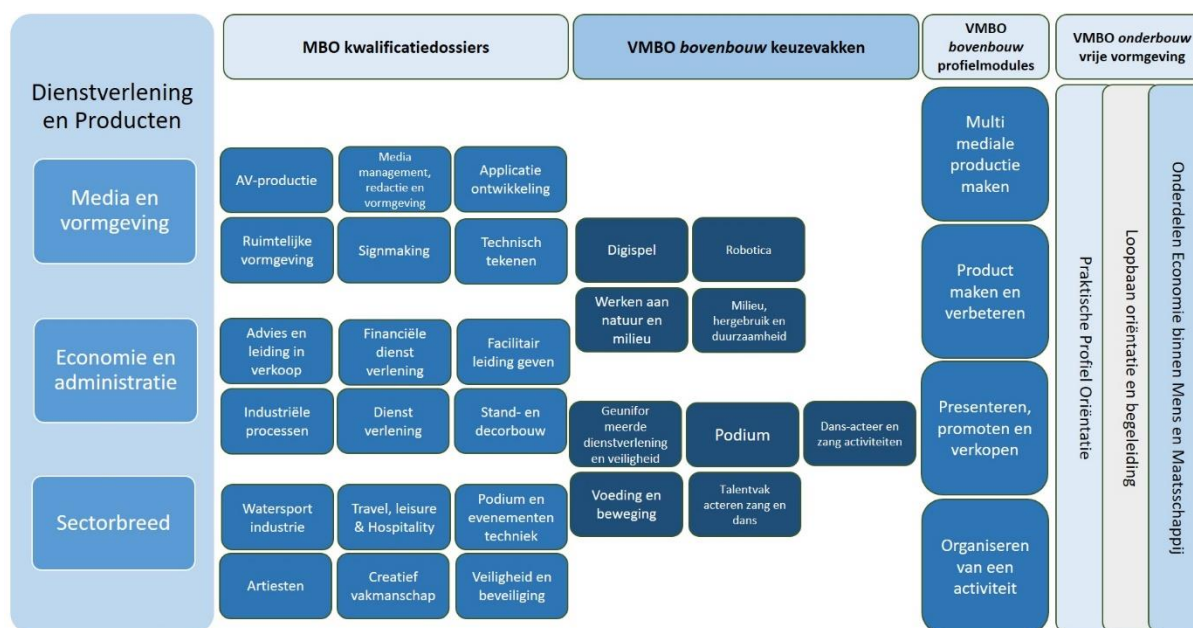 Dienstverlening
en Producten
Media en
vormgeving
Economie en
administratie
Sectorbreed
MBO kwalificatiedossiers
AV-productie
Media
management,
redactie en
vormgeving
Applicatie
ontwikkeling
Ruimtelijke
vormgeving
Signmaking
Technisch
tekenen
Advies en
leiding in
verkoop
Financiële
dienst
verlening
Facilitair
leiding geven
Industriële
processen
Dienst
verlening
Stand- en
decorbouw
Watersport
industrie
Travel, leisure
& Hospitality
Podium en
evenementen
techniek
Artiesten
Creatief
vakmanschap
Veiligheid en
beveiliging
VMBO bovenbouw keuzevakken
Digispel
Robotica
Werken aan
natuur en
milieu
Milieu,
hergebruik en
duurzaamheid
Geunifor
meerde
dienstverlening
en veiligheid
Podium
Dans-acteer en
zang activiteiten
Voeding en
beweging
Talentvak
acteren zang en
dans
VMBO
bovenbouw
profielmodules
Multi
mediale
productie
maken
Product
maken en
verbeteren
Presenteren,
promoten en
verkopen
Organiseren
van een
activiteit
VMBO onderbouw
vrije vormgeving
Praktische Profiel Oriëntatie
Loopbaan oriëntatie en begeleiding
Onderdelen Economie binnen Mens en Maatsschappij